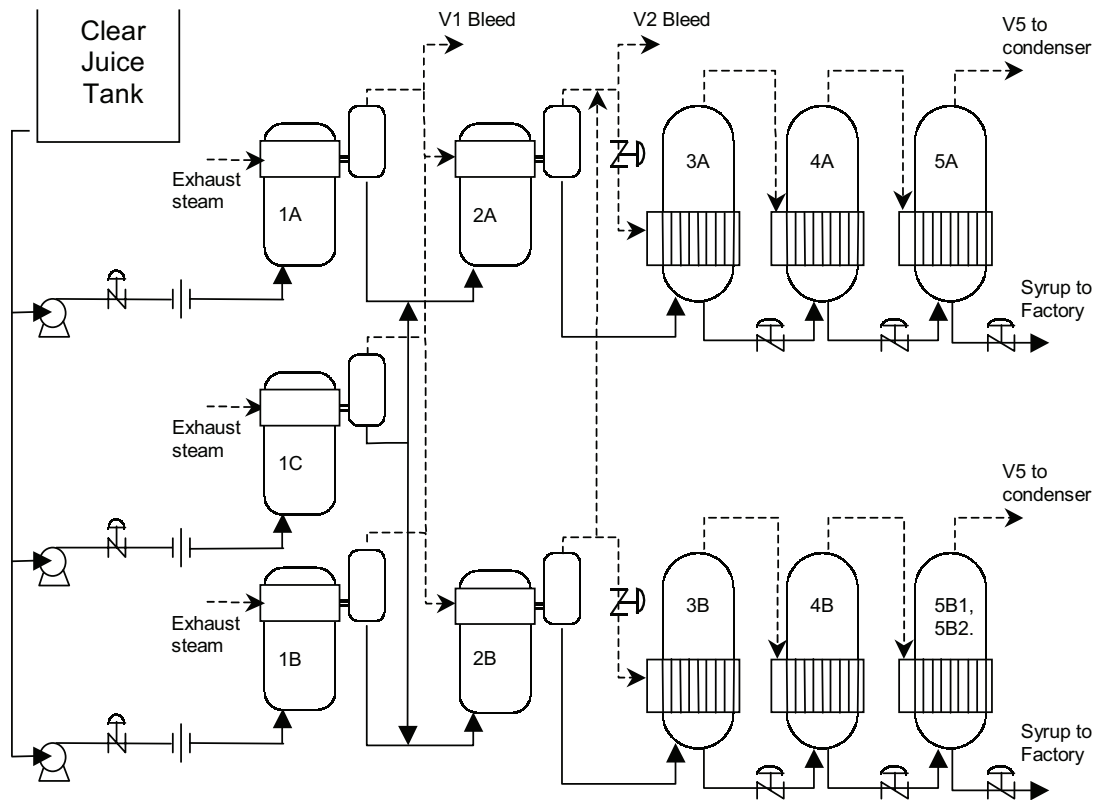 Clear
Juice
Tank
V1 Bleed
V2 Bleed
V5 to
condenser
Exhaust
steam
1A
2A
3A
4A
5A
Syrup to
Factory
Exhaust
steam
1C
V5 to
condenser
Exhaust
steam
1B
2B
3B
4B
5B1,
5B2.
Syrup to
Factory